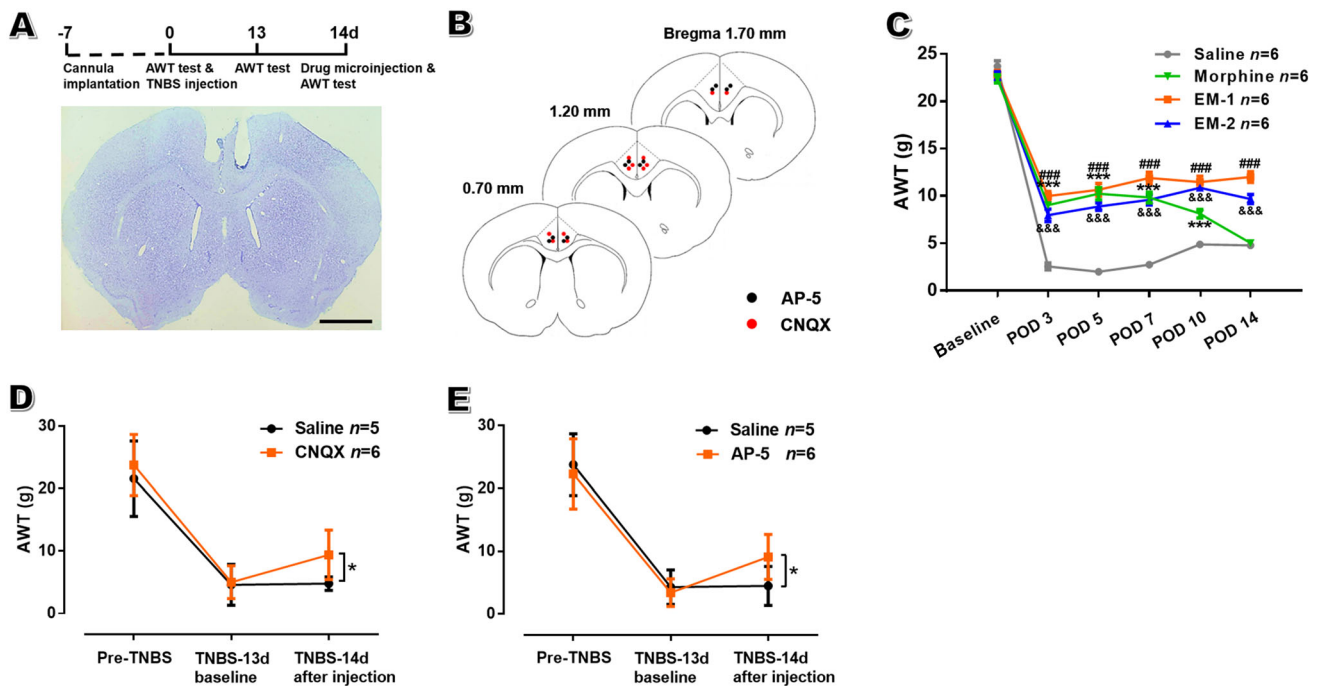 A
-7 0 13 14d
Cannula implantation
AWT test & TNBS injection
AWT test
Drug microinjection & AWT test
B
Bregma 1.70 mm
1.20 mm
0.70 mm
AP-5
CNQX
C
Saline n=6
Morphine n=6
EM-1 n=6
EM-2 n=6
AWT (g)
25
20
15
10
5
0
### ### ### ### ###
*** *** *** ***
&&& &&& &&& &&& &&&
Baseline POD 3 POD 5 POD 7 POD 10 POD 14
D
Saline n=5
CNQX n=6
AWT (g)
30
20
10
0
*
Pre-TNBS TNBS-13d TNBS-14d
baseline after injection
E
Saline n=5
AP-5 n=6
AWT (g)
30
20
10
0
*
Pre-TNBS TNBS-13d TNBS-14d
baseline after injection